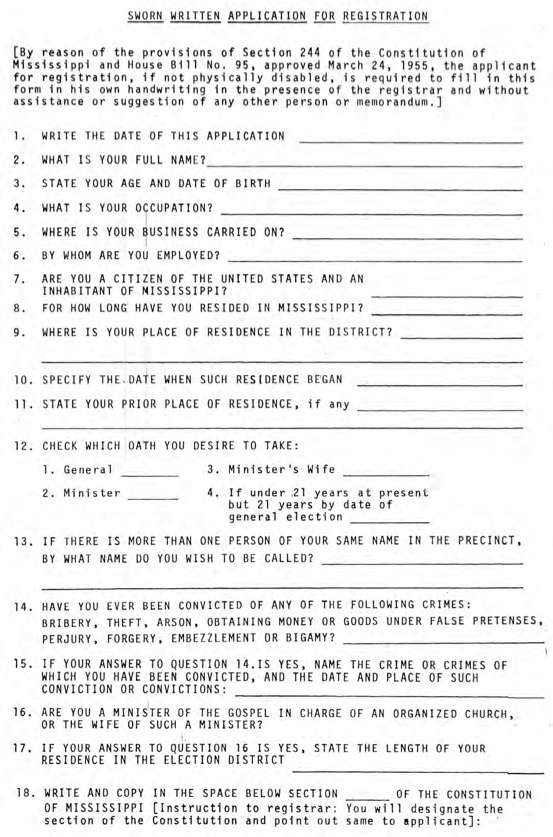 SWORN WRITTEN APPLICATION FOR REGISTRATION
[By reason of the provisions of Section 244 of the Constitution of
Mississippi and House Bill No. 95, approved March 24, 1955, the applicant
for registration, if not physically disabled, is required to fill in this
form in his own handwriting in the presence of the registrar and without
assistance or suggestion of any other person or memorandum.]
1. WRITE THE DATE OF THIS APPLICATION
2. WHAT IS YOUR FULL NAME?
3. STATE YOUR AGE AND DATE OF BIRTH
4. WHAT IS YOUR OCCUPATION?
5. WHERE IS YOUR BUSINESS CARRIED ON?
6. BY WHOM ARE YOU EMPLOYED?
7. ARE YOU A CITIZEN OF THE UNITED STATES AND AN
INHABITANT OF MISSISSIPPI?
8. FOR HOW LONG HAVE YOU RESIDED IN MISSISSIPPI?
9. WHERE IS YOUR PLACE OF RESIDENCE IN THE DISTRICT?
10. SPECIFY THE DATE WHEN SUCH RESIDENCE BEGAN
11. STATE YOUR PRIOR PLACE OF RESIDENCE, if any
12. CHECK WHICH OATH YOU DESIRE TO TAKE:
1. General 3. Minister's Wife
2. Minister 4. If under 21 years at present
but 21 years by date of
general election
13. IF THERE IS MORE THAN ONE PERSON OF YOUR SAME NAME IN THE PRECINCT,
BY WHAT NAME DO YOU WISH TO BE CALLED?
14. HAVE YOU EVER BEEN CONVICTED OF ANY OF THE FOLLOWING CRIMES:
BRIBERY, THEFT, ARSON, OBTAINING MONEY OR GOODS UNDER FALSE PRETENSES,
PERJURY, FORGERY, EMBEZZLEMENT OR BIGAMY?
15. IF YOUR ANSWER TO QUESTION 14 IS YES, NAME THE CRIME OR CRIMES OF
WHICH YOU HAVE BEEN CONVICTED, AND THE DATE AND PLACE OF SUCH
CONVICTION OR CONVICTIONS:
16. ARE YOU A MINISTER OF THE GOSPEL IN CHARGE OF AN ORGANIZED CHURCH,
OR THE WIFE OF SUCH A MINISTER?
17. IF YOUR ANSWER TO QUESTION 16 IS YES, STATE THE LENGTH OF YOUR
RESIDENCE IN THE ELECTION DISTRICT
18. WRITE AND COPY IN THE SPACE BELOW SECTION ______ OF THE CONSTITUTION
OF MISSISSIPPI [Instruction to registrar: You will designate the
section of the Constitution and point out same to applicant]: